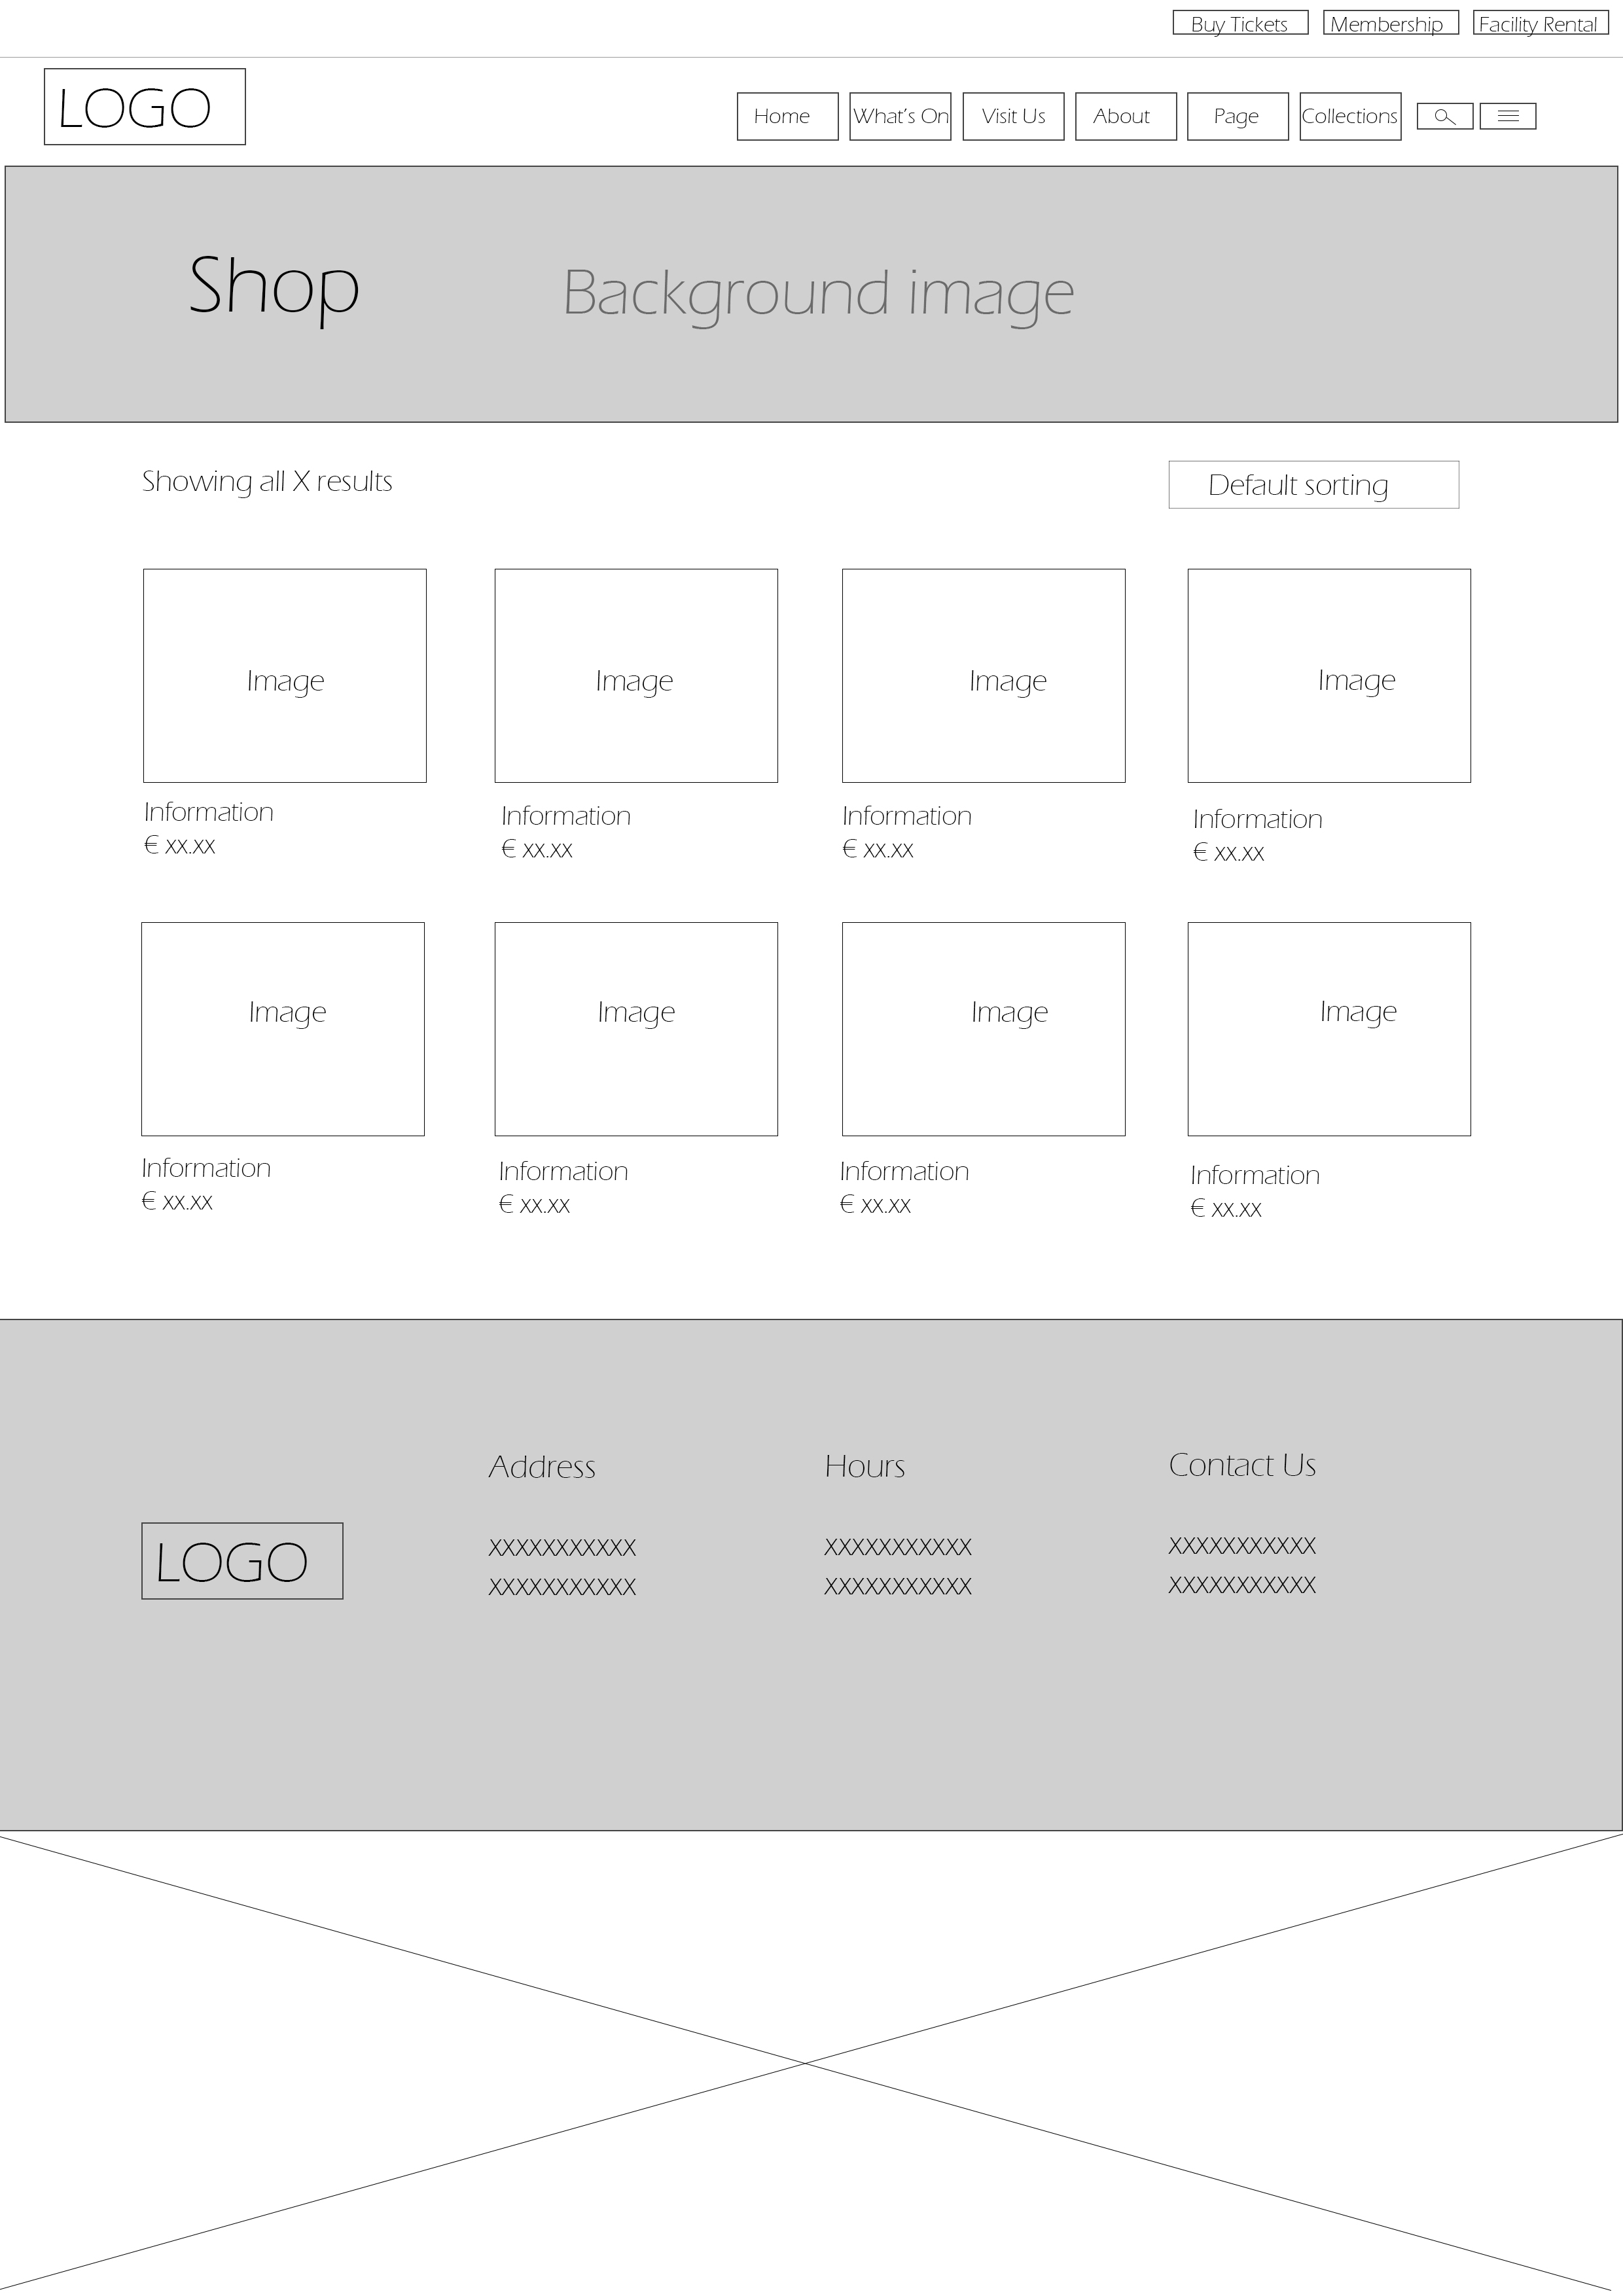 Buy Tickets Membership Facility Rental
LOGO
Home What's On Visit Us About Page Collections
Shop Background image
Showing all X results Default sorting
Image Image Image Image
Information Information Information Information
€ xx.xx € xx.xx € xx.xx € xx.xx
Image Image Image Image
Information Information Information Information
€ xx.xx € xx.xx € xx.xx € xx.xx
Address Hours Contact Us
LOGO
XXXXXXXXXXX XXXXXXXXXXX XXXXXXXXXXX
XXXXXXXXXXX XXXXXXXXXXX XXXXXXXXXXX